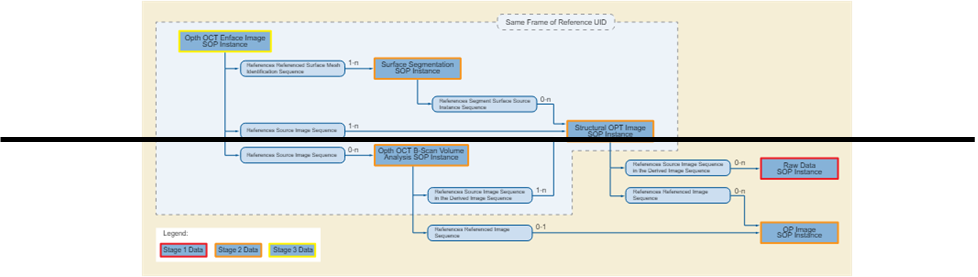 Same Frame of Reference UID
Opth OCT Enface Image
SOP Instance
References Referenced Surface Mesh
Identification Sequence
1-n
Surface Segmentation
SOP Instance
References Segment Surface Source
Instance Sequence
0-n
References Source Image Sequence
1-n
Structural OPT Image
SOP Instance
References Source Image Sequence
0-n
Opth OCT B-Scan Volume
Analysis SOP Instance
References Source Image Sequence
in the Derived Image Sequence
0-n
Raw Data
SOP Instance
References Source Image Sequence
in the Derived Image Sequence
1-n
References Referenced Image
Sequence
0-n
References Referenced Image
Sequence
0-1
OP Image
SOP Instance
Legend:
Stage 1 Data
Stage 2 Data
Stage 3 Data